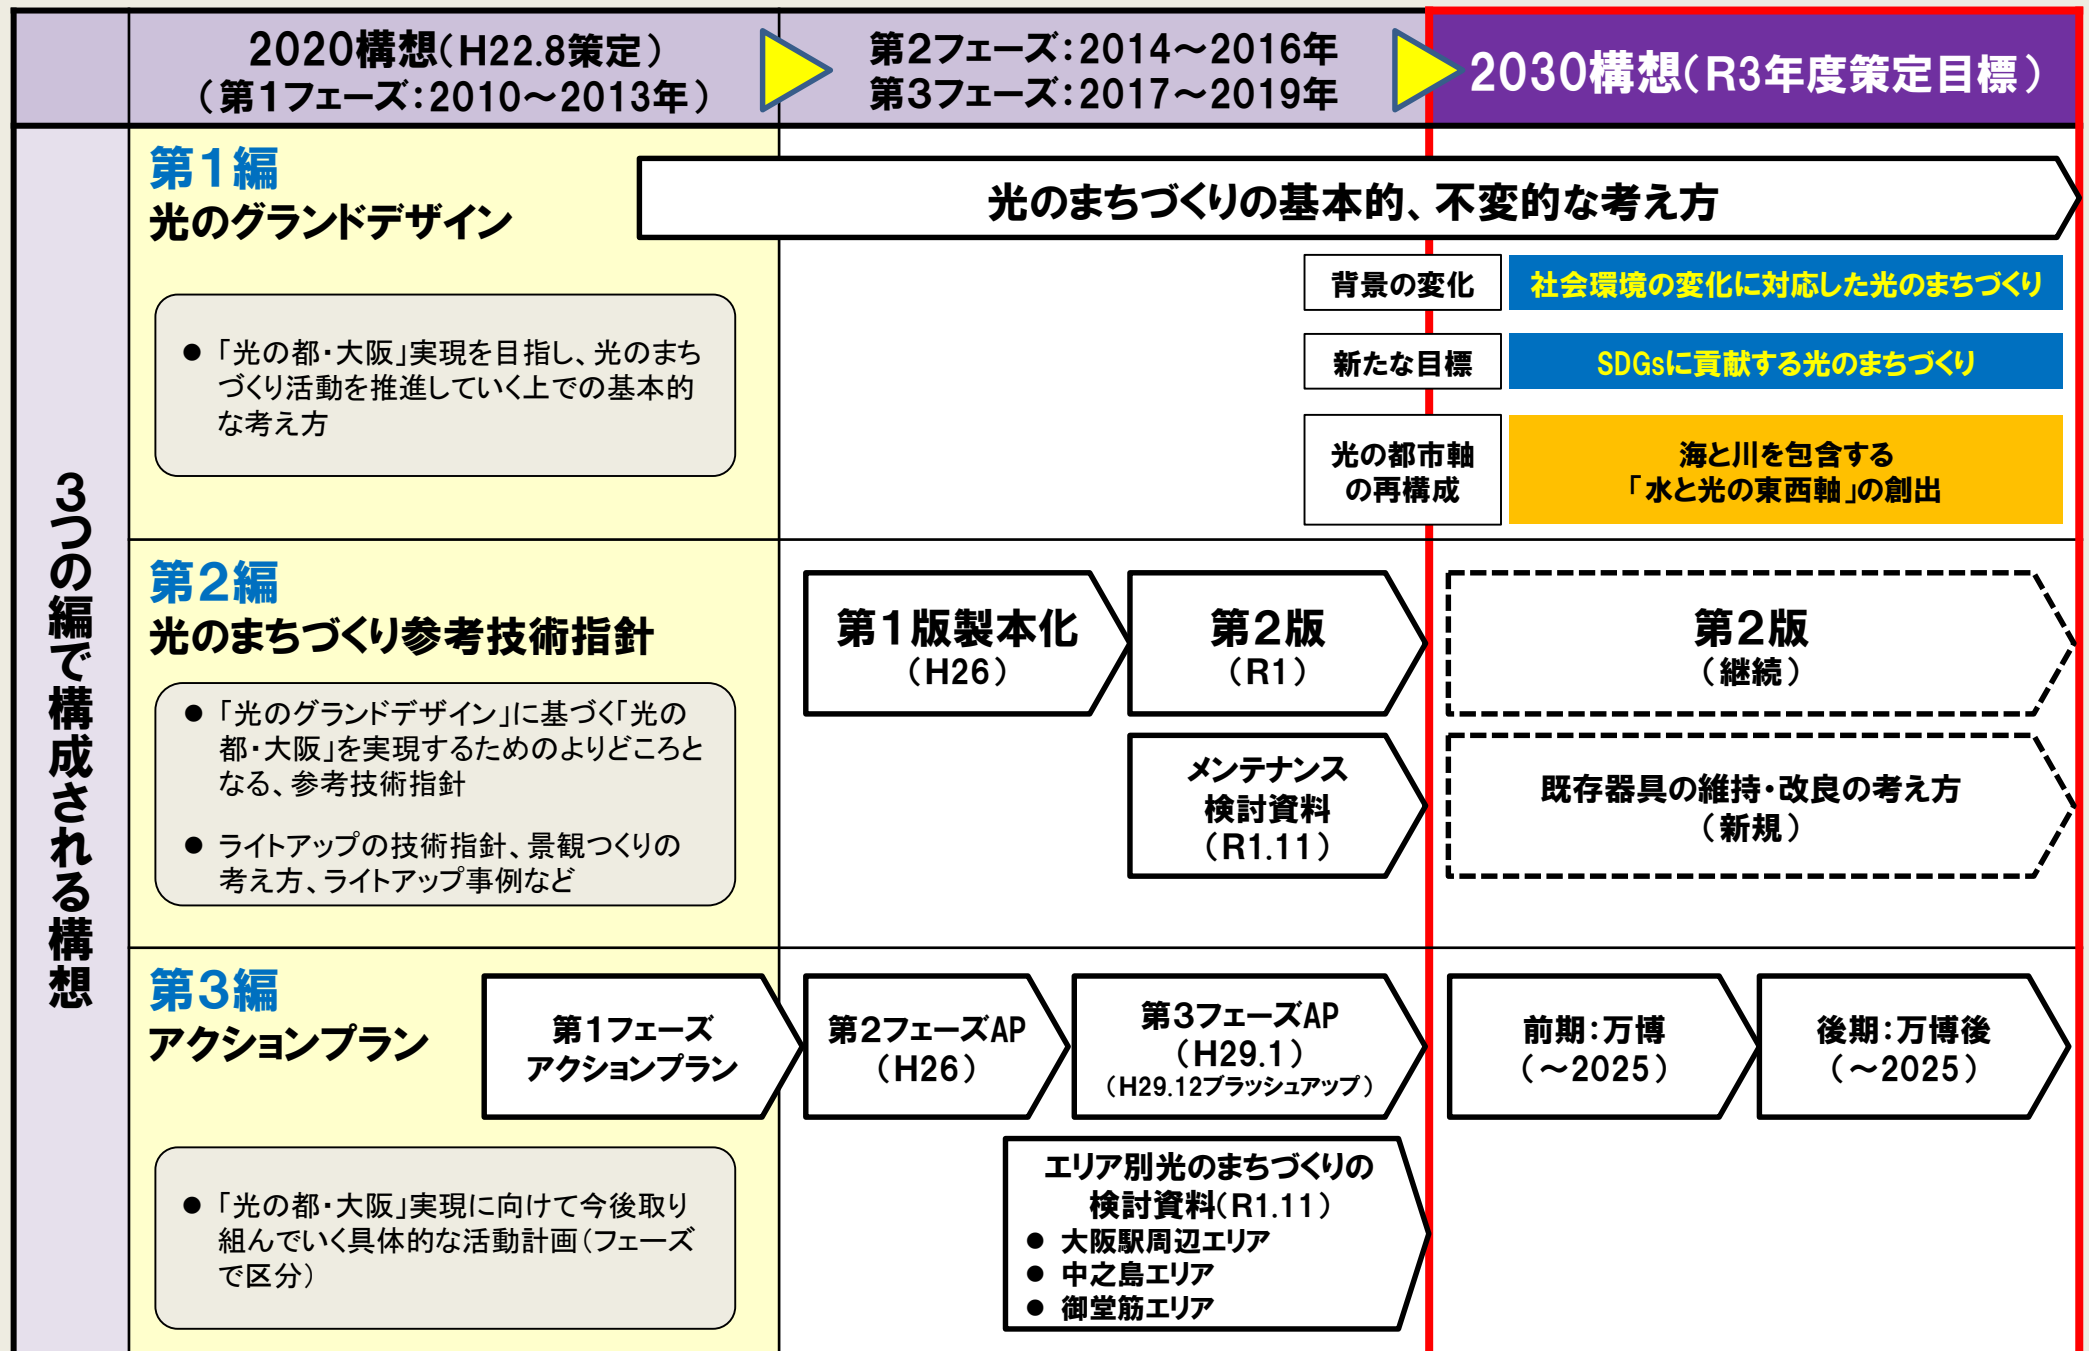 2020構想(H22.8策定)
(第1フェーズ:2010～2013年)
第2フェーズ:2014～2016年
第3フェーズ:2017～2019年
2030構想(R3年度策定目標)
3つの編で構成される構想
第1編
光のグランドデザイン
光のまちづくりの基本的、不変的な考え方
● 「光の都・大阪」実現を目指し、光のまち
づくり活動を推進していく上での基本的
な考え方
背景の変化
社会環境の変化に対応した光のまちづくり
新たな目標
SDGsに貢献する光のまちづくり
光の都市軸
の再構成
海と川を包含する
「水と光の東西軸」の創出
第2編
光のまちづくり参考技術指針
● 「光のグランドデザイン」に基づく「光の
都・大阪」を実現するためのよりどころと
なる、参考技術指針
● ライトアップの技術指針、景観つくりの
考え方、ライトアップ事例など
第1版製本化
(H26)
第2版
(R1)
第2版
(継続)
メンテナンス
検討資料
(R1.11)
既存器具の維持・改良の考え方
(新規)
第3編
アクションプラン
第1フェーズ
アクションプラン
第2フェーズAP
(H26)
第3フェーズAP
(H29.1)
(H29.12ブラッシュアップ)
前期:万博
(～2025)
後期:万博後
(～2025)
● 「光の都・大阪」実現に向けて今後取り
組んでいく具体的な活動計画(フェーズ
で区分)
エリア別光のまちづくりの
検討資料(R1.11)
● 大阪駅周辺エリア
● 中之島エリア
● 御堂筋エリア